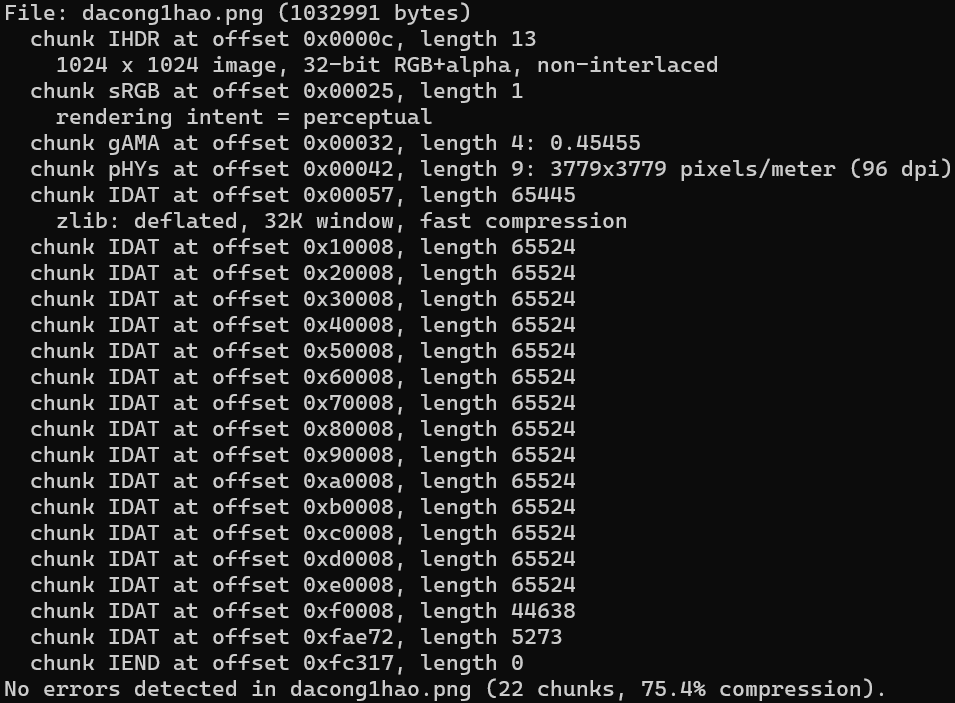 File: dacong1hao.png (1032991 bytes)
  chunk IHDR at offset 0x0000c, length 13
    1024 x 1024 image, 32-bit RGB+alpha, non-interlaced
  chunk sRGB at offset 0x00025, length 1
    rendering intent = perceptual
  chunk gAMA at offset 0x00032, length 4: 0.45455
  chunk pHYs at offset 0x00042, length 9: 3779x3779 pixels/meter (96 dpi)
  chunk IDAT at offset 0x00057, length 65445
    zlib: deflated, 32K window, fast compression
  chunk IDAT at offset 0x10008, length 65524
  chunk IDAT at offset 0x20008, length 65524
  chunk IDAT at offset 0x30008, length 65524
  chunk IDAT at offset 0x40008, length 65524
  chunk IDAT at offset 0x50008, length 65524
  chunk IDAT at offset 0x60008, length 65524
  chunk IDAT at offset 0x70008, length 65524
  chunk IDAT at offset 0x80008, length 65524
  chunk IDAT at offset 0x90008, length 65524
  chunk IDAT at offset 0xa0008, length 65524
  chunk IDAT at offset 0xb0008, length 65524
  chunk IDAT at offset 0xc0008, length 65524
  chunk IDAT at offset 0xd0008, length 65524
  chunk IDAT at offset 0xe0008, length 65524
  chunk IDAT at offset 0xf0008, length 44638
  chunk IDAT at offset 0xfae72, length 5273
  chunk IEND at offset 0xfc317, length 0
No errors detected in dacong1hao.png (22 chunks, 75.4% compression).